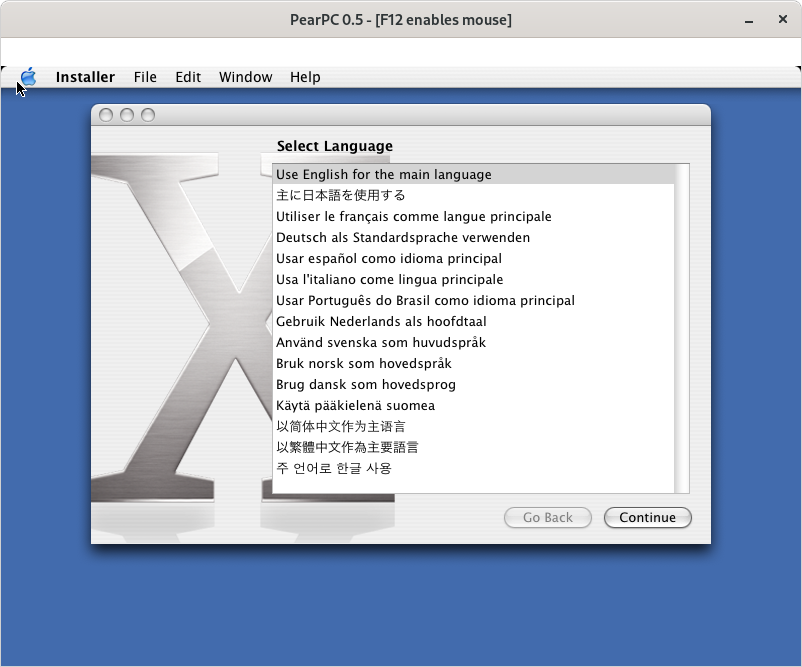 PearPC 0.5 - [F12 enables mouse]
Installer File Edit Window Help
Select Language
Use English for the main language
主に日本語を使用する
Utiliser le français comme langue principale
Deutsch als Standardsprache verwenden
Usar español como idioma principal
Usa l'italiano come lingua principale
Usar Português do Brasil como idioma principal
Gebruik Nederlands als hoofdtaal
Använd svenska som huvudspråk
Bruk norsk som hovedspråk
Brug dansk som hovedsprog
Käytä pääkielenä suomea
以简体中文作为主语言
以繁體中文作為主要語言
주 언어로 한글 사용
Go Back Continue